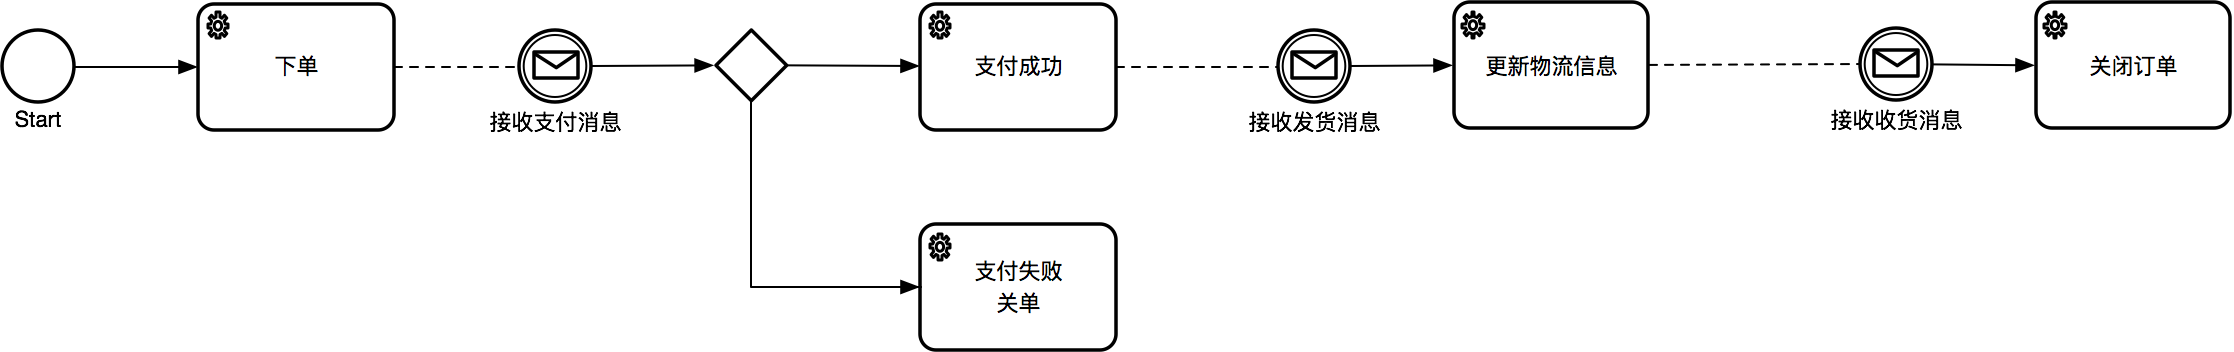 下单
Start
接收支付消息
支付成功
接收发货消息
更新物流信息
接收收货消息
关闭订单
支付失败
关单